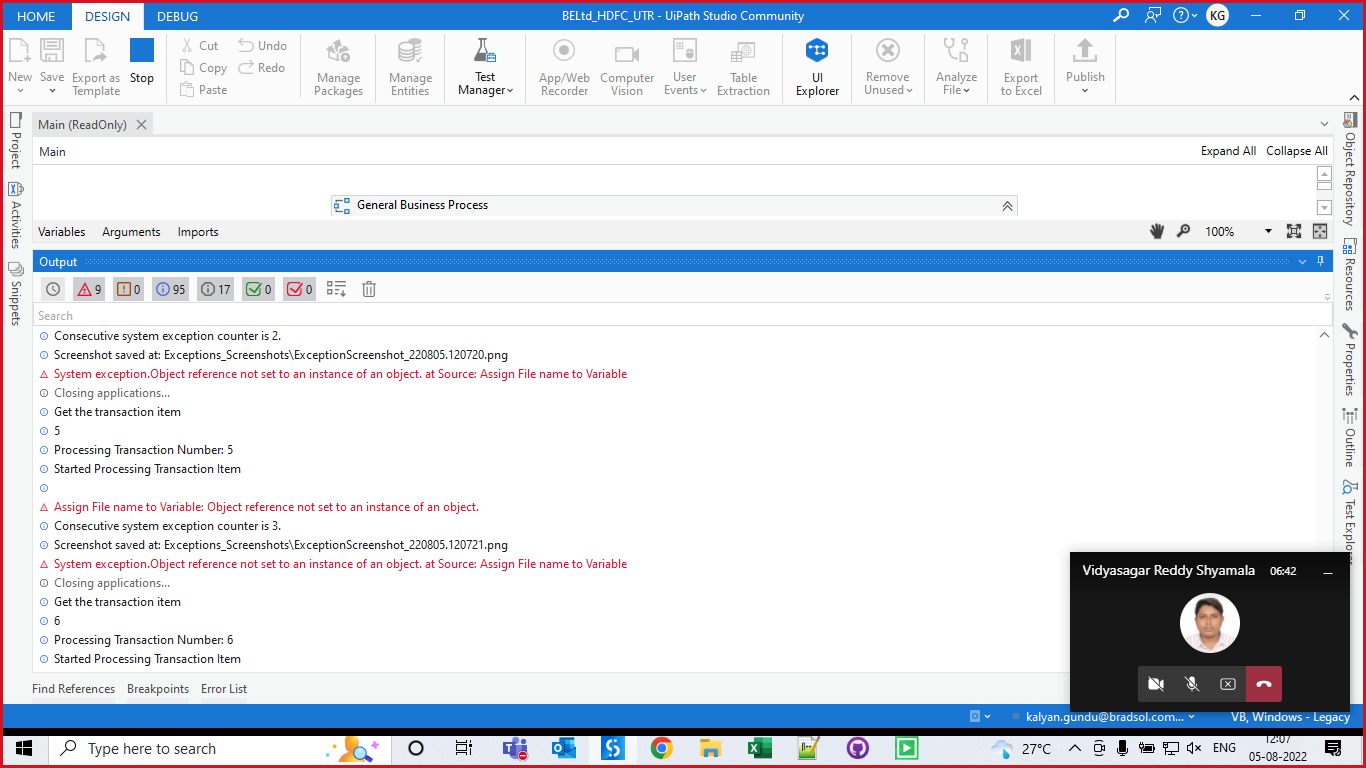 HOME DESIGN DEBUG BELtd_HDFC_UTR - UiPath Studio Community KG
New Save Export as Template Stop Cut Copy Paste Undo Redo Manage Packages Manage Entities Test Manager App/Web Recorder Computer Vision User Events Table Extraction UI Explorer Remove Unused Analyze File Export to Excel Publish
Main (ReadOnly)
Main Expand All Collapse All
General Business Process
Variables Arguments Imports 100%
Output
9 0 95 17 0 0
Search
Consecutive system exception counter is 2.
Screenshot saved at: Exceptions_Screenshots\ExceptionScreenshot_220805.120720.png
System exception.Object reference not set to an instance of an object. at Source: Assign File name to Variable
Closing applications...
Get the transaction item
5
Processing Transaction Number: 5
Started Processing Transaction Item
Assign File name to Variable: Object reference not set to an instance of an object.
Consecutive system exception counter is 3.
Screenshot saved at: Exceptions_Screenshots\ExceptionScreenshot_220805.120721.png
System exception.Object reference not set to an instance of an object. at Source: Assign File name to Variable
Closing applications...
Get the transaction item
6
Processing Transaction Number: 6
Started Processing Transaction Item
Find References Breakpoints Error List
Project
Activities
Snippets
Object Repository
Resources
Properties
Outline
Test Explorer
Vidyasagar Reddy Shyamala 06:42
kalyan.gundu@bradsol.com... VB, Windows - Legacy
Type here to search 27°C ENG 12:07
05-08-2022